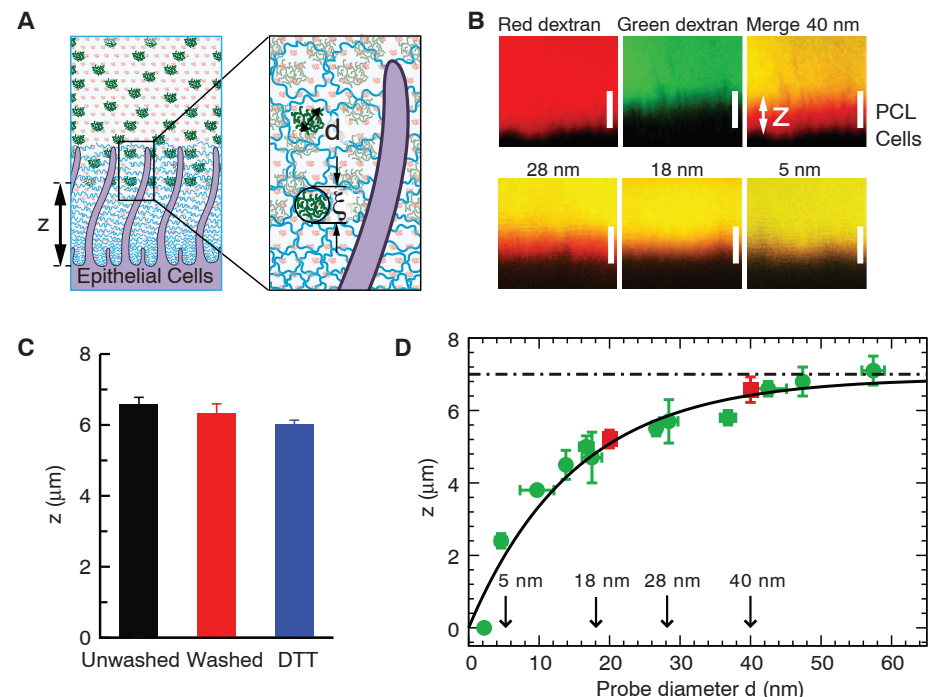 A
z
Epithelial Cells
d
ξ
B
Red dextran Green dextran Merge 40 nm
z
PCL
Cells
28 nm 18 nm 5 nm
C
8
6
4
2
0
z (μm)
Unwashed Washed DTT
D
8
6
4
2
0
z (μm)
5 nm 18 nm 28 nm 40 nm
0 10 20 30 40 50 60
Probe diameter d (nm)